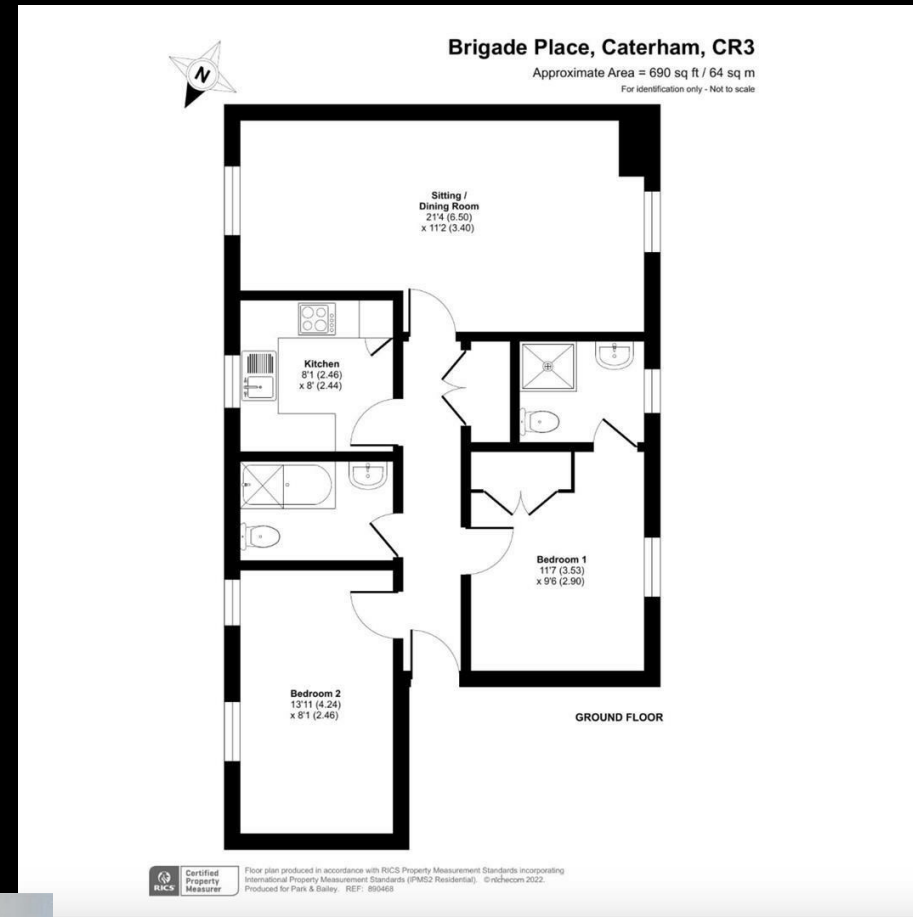 Brigade Place, Caterham, CR3
Approximate Area = 690 sq ft / 64 sq m
For identification only - Not to scale
N
Sitting /
Dining Room
21'4 (6.50)
x 11'2 (3.40)
Kitchen
8'1 (2.46)
x 8' (2.44)
Bedroom 1
11'7 (3.53)
x 9'6 (2.90)
Bedroom 2
13'11 (4.24)
x 8'1 (2.46)
GROUND FLOOR
RICS
Certified
Property
Measurer
Floor plan produced in accordance with RICS Property Measurement Standards incorporating
International Property Measurement Standards (IPMS2 Residential). © nichecom 2022.
Produced for Park & Bailey. REF: 890468